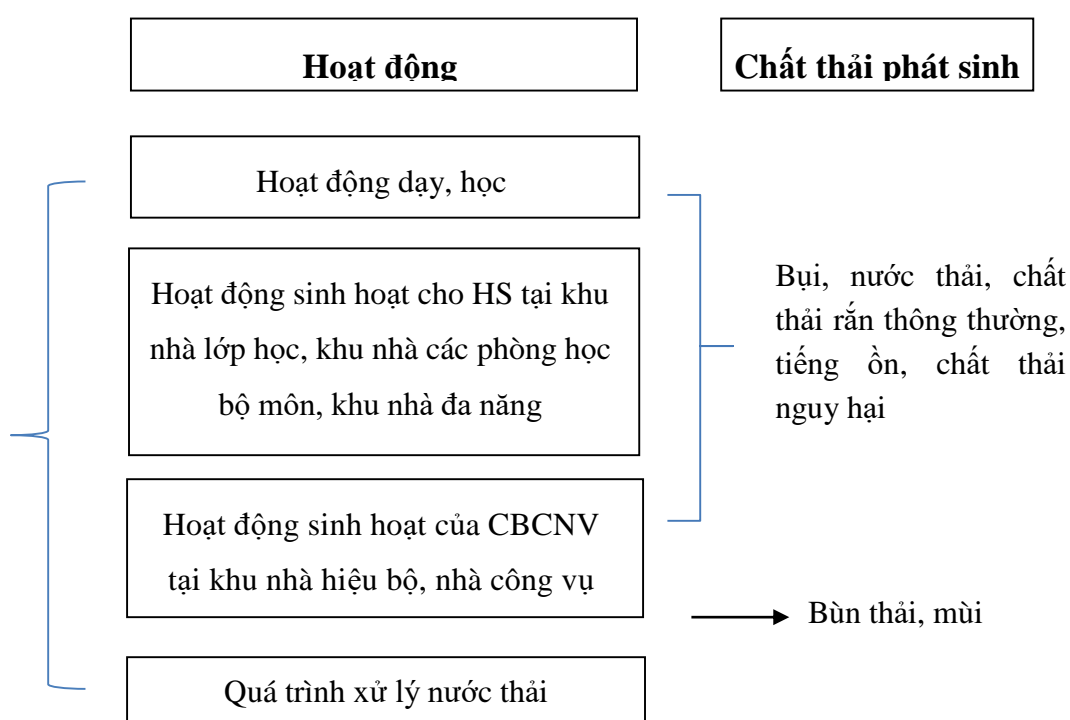 Hoạt động
Chất thải phát sinh
Hoạt động dạy, học
Hoạt động sinh hoạt cho HS tại khu
nhà lớp học, khu nhà các phòng học
bộ môn, khu nhà đa năng
Bụi, nước thải, chất
thải rắn thông thường,
tiếng ồn, chất thải
nguy hại
Hoạt động sinh hoạt của CBCNV
tại khu nhà hiệu bộ, nhà công vụ
Bùn thải, mùi
Quá trình xử lý nước thải